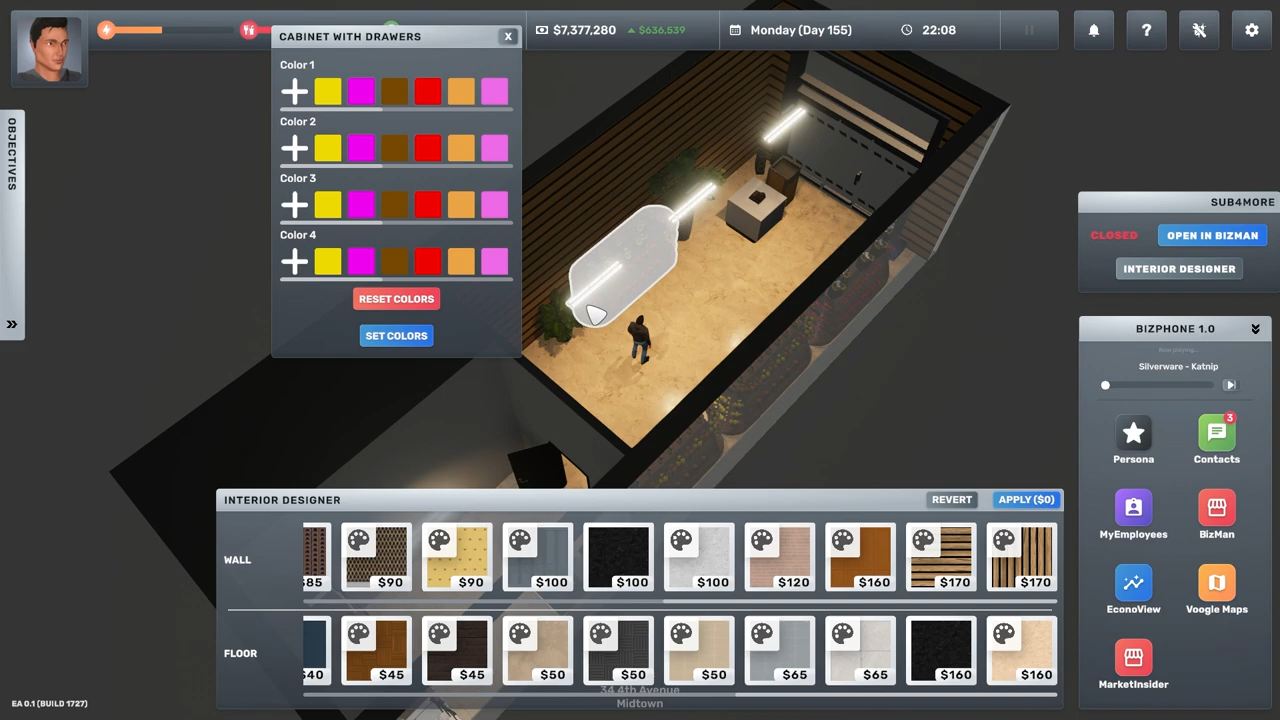 CABINET WITH DRAWERS
X
$7,377,280
$636,539
Monday (Day 155)
22:08
?
OBJECTIVES
Color 1
Color 2
Color 3
Color 4
RESET COLORS
SET COLORS
SUB4MORE
CLOSED
OPEN IN BIZMAN
INTERIOR DESIGNER
BIZPHONE 1.0
Now playing...
Silverware - Katnip
Persona
3
Contacts
MyEmployees
BizMan
EconoView
Voogle Maps
MarketInsider
INTERIOR DESIGNER
REVERT
APPLY ($0)
WALL
$85
$90
$90
$100
$100
$100
$120
$160
$170
$170
FLOOR
$40
$45
$45
$50
$50
$50
$65
$65
$160
$160
34 4th Avenue
Midtown
EA 0.1 (BUILD 1727)